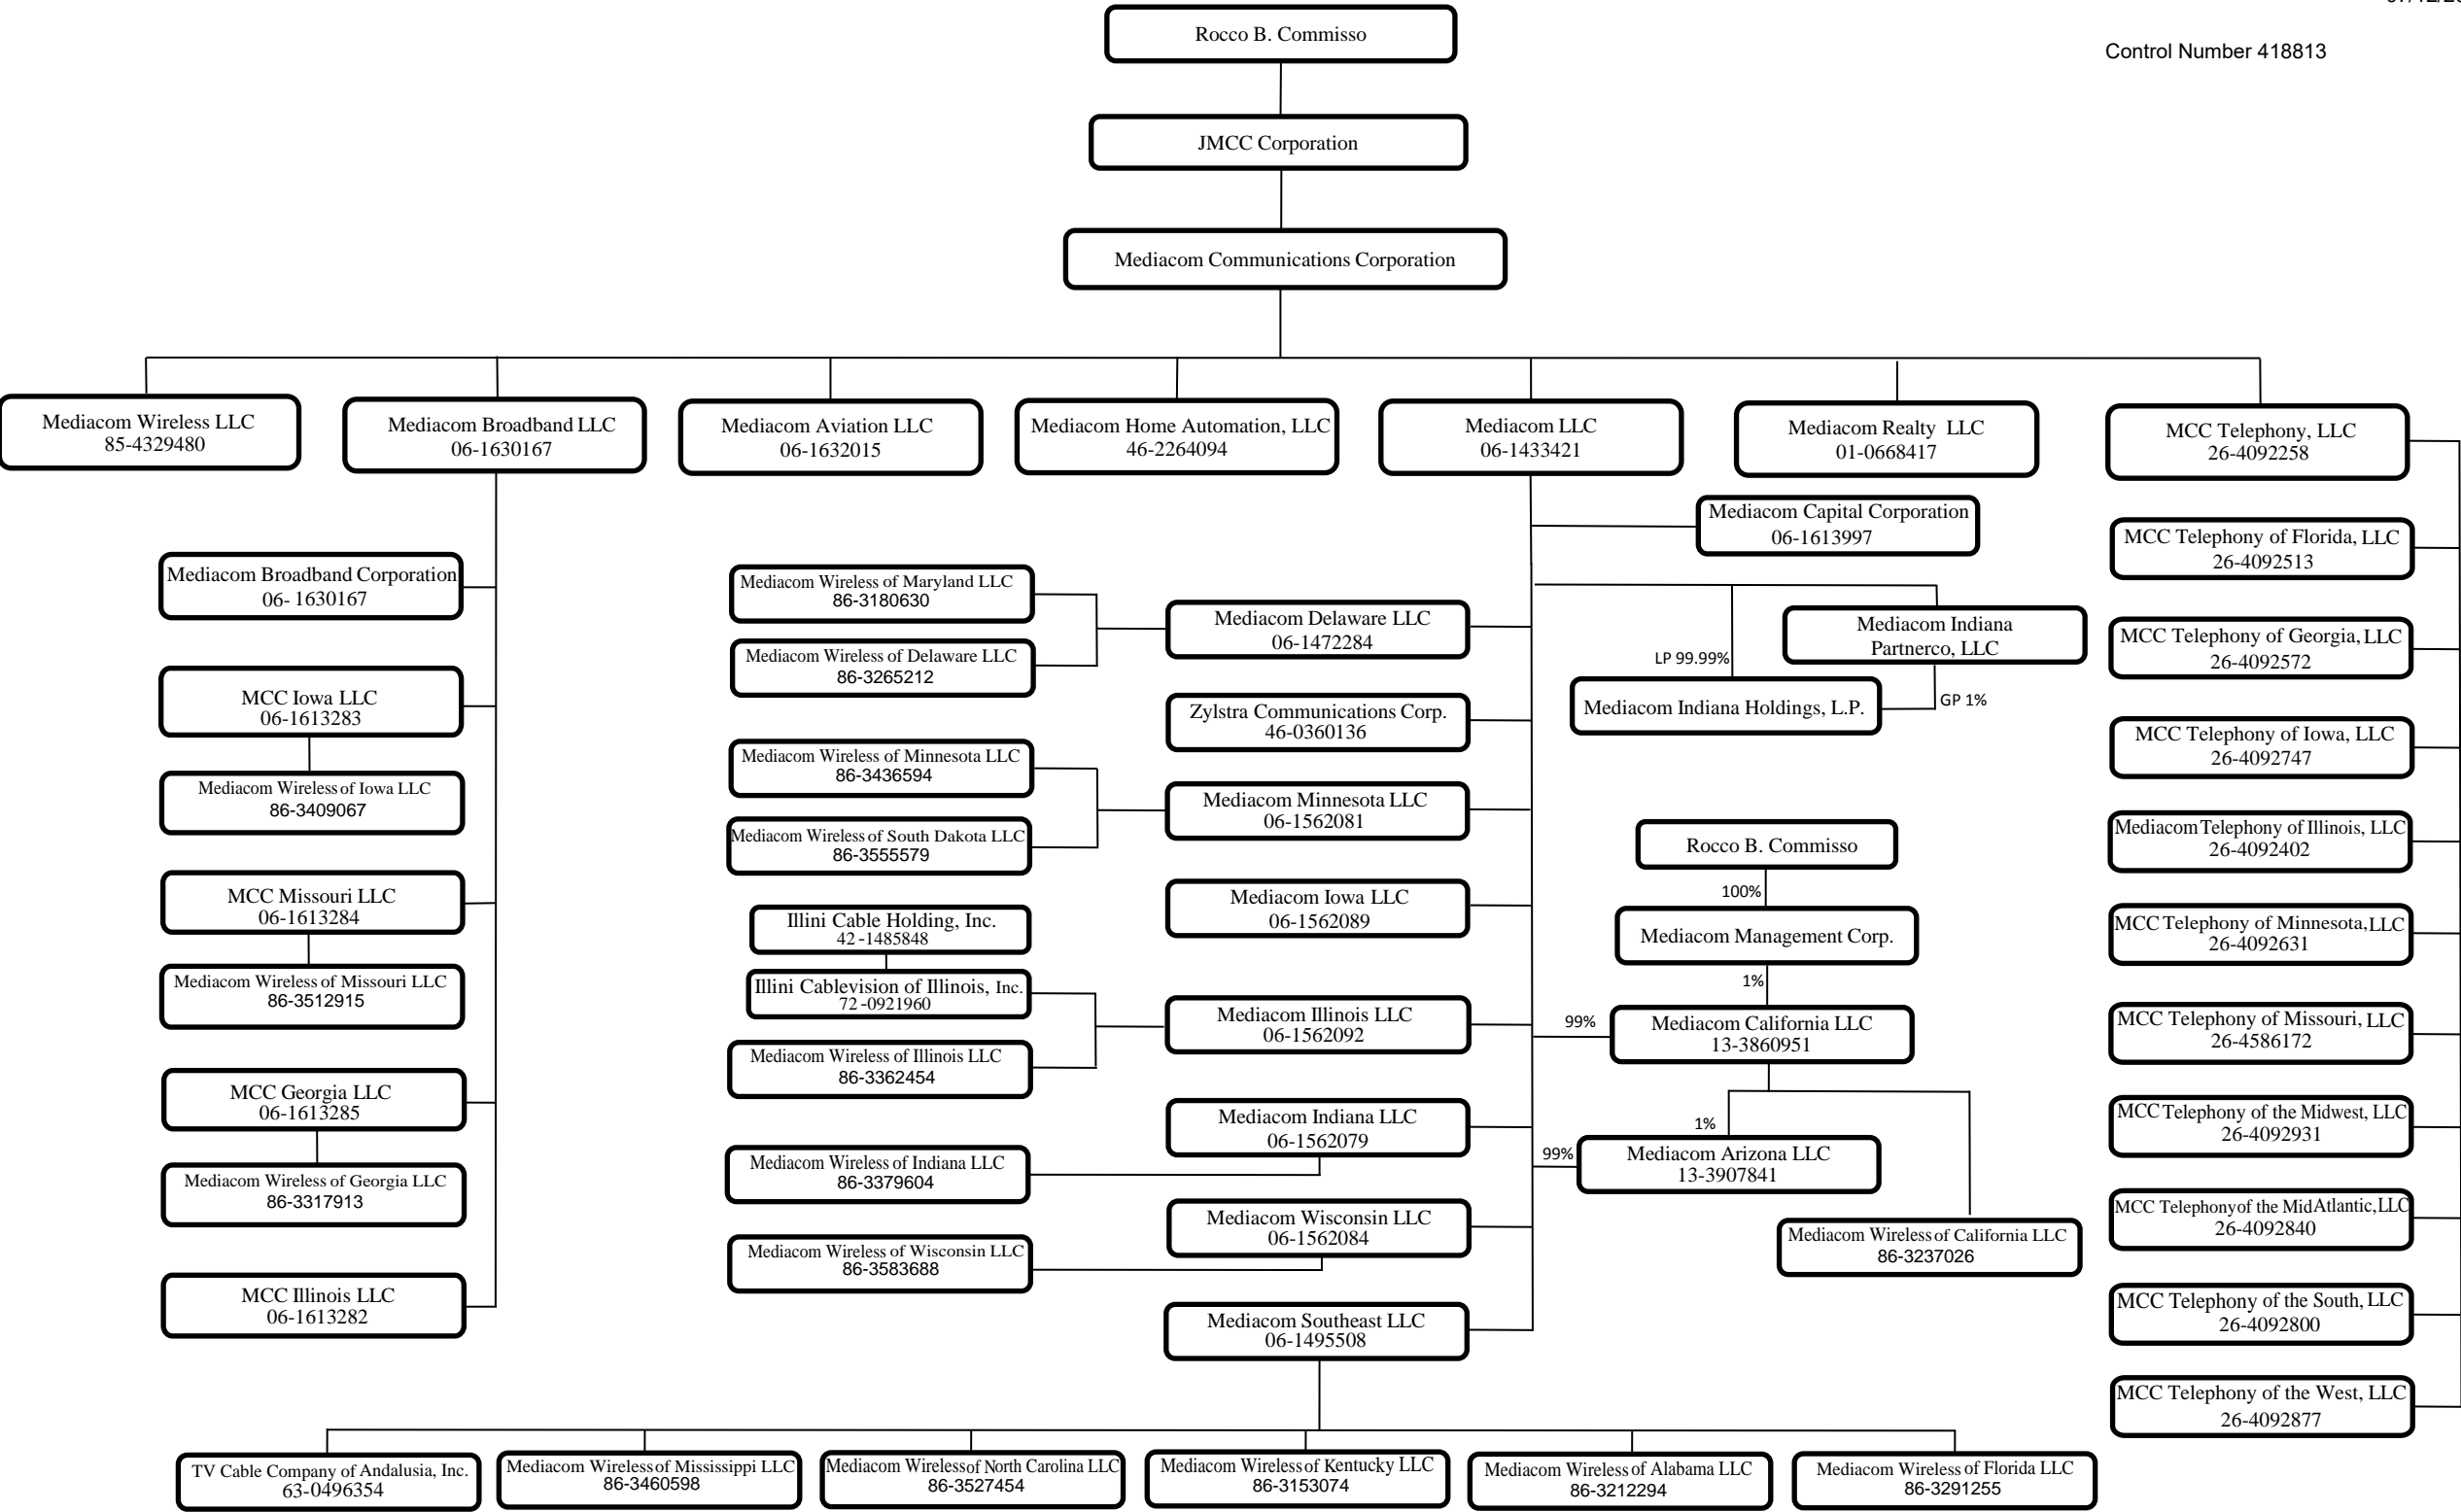 Control Number 418813
Rocco B. Commisso
JMCC Corporation
Mediacom Communications Corporation
Mediacom Wireless LLC
85-4329480
Mediacom Broadband LLC
06-1630167
Mediacom Aviation LLC
06-1632015
Mediacom Home Automation, LLC
46-2264094
Mediacom LLC
06-1433421
Mediacom Realty LLC
01-0668417
MCC Telephony, LLC
26-4092258
Mediacom Broadband Corporation
06- 1630167
MCC Iowa LLC
06-1613283
Mediacom Wireless of Iowa LLC
86-3409067
MCC Missouri LLC
06-1613284
Mediacom Wireless of Missouri LLC
86-3512915
MCC Georgia LLC
06-1613285
Mediacom Wireless of Georgia LLC
86-3317913
MCC Illinois LLC
06-1613282
Mediacom Wireless of Maryland LLC
86-3180630
Mediacom Wireless of Delaware LLC
86-3265212
Mediacom Wireless of Minnesota LLC
86-3436594
Mediacom Wireless of South Dakota LLC
86-3555579
Illini Cable Holding, Inc.
42 -1485848
Illini Cablevision of Illinois, Inc.
72 -0921960
Mediacom Wireless of Illinois LLC
86-3362454
Mediacom Wireless of Indiana LLC
86-3379604
Mediacom Wireless of Wisconsin LLC
86-3583688
Mediacom Delaware LLC
06-1472284
Zylstra Communications Corp.
46-0360136
Mediacom Minnesota LLC
06-1562081
Mediacom Iowa LLC
06-1562089
Mediacom Illinois LLC
06-1562092
Mediacom Indiana LLC
06-1562079
Mediacom Wisconsin LLC
06-1562084
Mediacom Southeast LLC
06-1495508
Mediacom Capital Corporation
06-1613997
Mediacom Indiana
Partnerco, LLC
LP 99.99%
Mediacom Indiana Holdings, L.P.
GP 1%
Rocco B. Commisso
100%
Mediacom Management Corp.
1%
99%
Mediacom California LLC
13-3860951
1%
99%
Mediacom Arizona LLC
13-3907841
Mediacom Wireless of California LLC
86-3237026
MCC Telephony of Florida, LLC
26-4092513
MCC Telephony of Georgia, LLC
26-4092572
MCC Telephony of Iowa, LLC
26-4092747
Mediacom Telephony of Illinois, LLC
26-4092402
MCC Telephony of Minnesota, LLC
26-4092631
MCC Telephony of Missouri, LLC
26-4586172
MCC Telephony of the Midwest, LLC
26-4092931
MCC Telephony of the MidAtlantic, LLC
26-4092840
MCC Telephony of the South, LLC
26-4092800
MCC Telephony of the West, LLC
26-4092877
TV Cable Company of Andalusia, Inc.
63-0496354
Mediacom Wireless of Mississippi LLC
86-3460598
Mediacom Wireless of North Carolina LLC
86-3527454
Mediacom Wireless of Kentucky LLC
86-3153074
Mediacom Wireless of Alabama LLC
86-3212294
Mediacom Wireless of Florida LLC
86-3291255